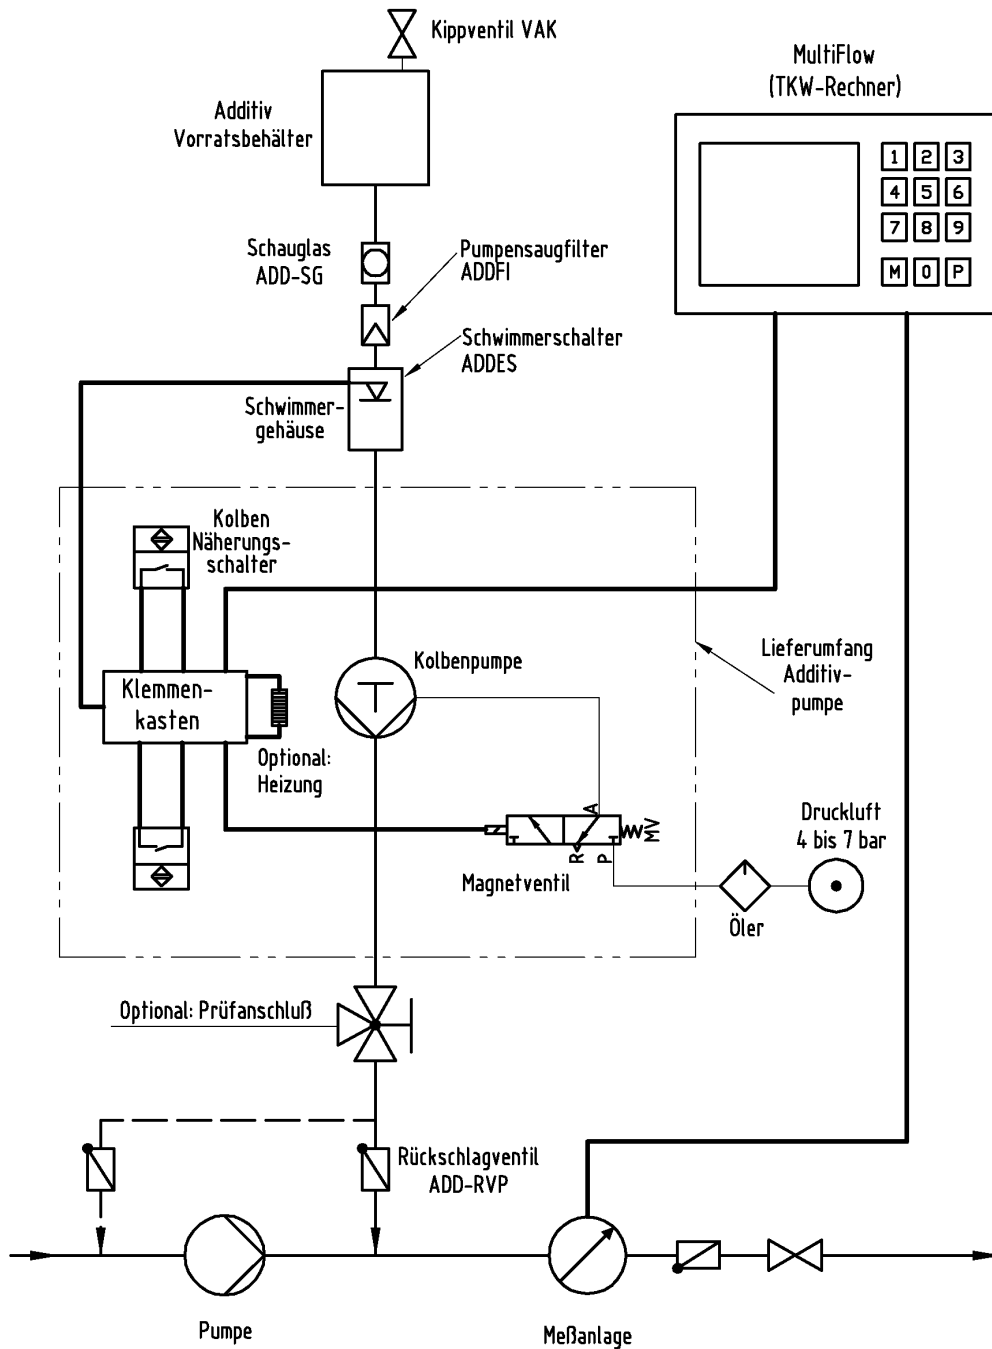 Kippventil VAK
MultiFlow
(TKW-Rechner)
Additiv
Vorratsbehälter
1 2 3
4 5 6
7 8 9
M 0 P
Schauglas
ADD-SG
Pumpensaugfilter
ADDFI
Schwimmerschalter
ADDES
Schwimmer-
gehäuse
Kolben
Näherungs-
schalter
Kolbenpumpe
Lieferumfang
Additiv-
pumpe
Klemmen-
kasten
Optional:
Heizung
A
MV
R
P
Magnetventil
Druckluft
4 bis 7 bar
Öler
Optional: Prüfanschluß
Rückschlagventil
ADD-RVP
Pumpe
Meßanlage